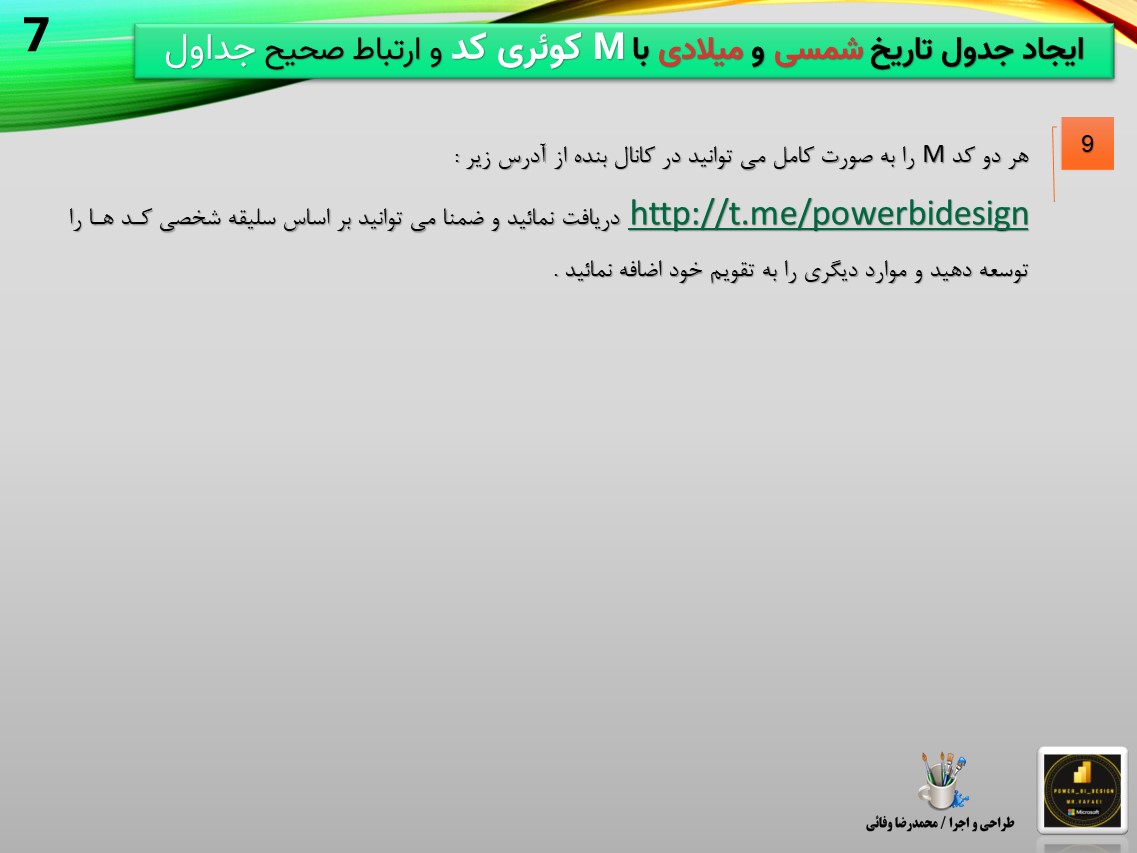 7
ایجاد جدول تاریخ شمسی و میلادی با M کوئری کد و ارتباط صحیح جداول
9
هر دو کد M را به صورت کامل می توانید در کانال بنده از آدرس زیر :
http://t.me/powerbidesign دریافت نمائید و ضمنا می توانید بر اساس سلیقه شخصی کـد هـا را
توسعه دهید و موارد دیگری را به تقویم خود اضافه نمائید .
طراحی و اجرا / محمدرضا وفائی
POWER_BI_DESIGN
MR.VAFAEI
Microsoft